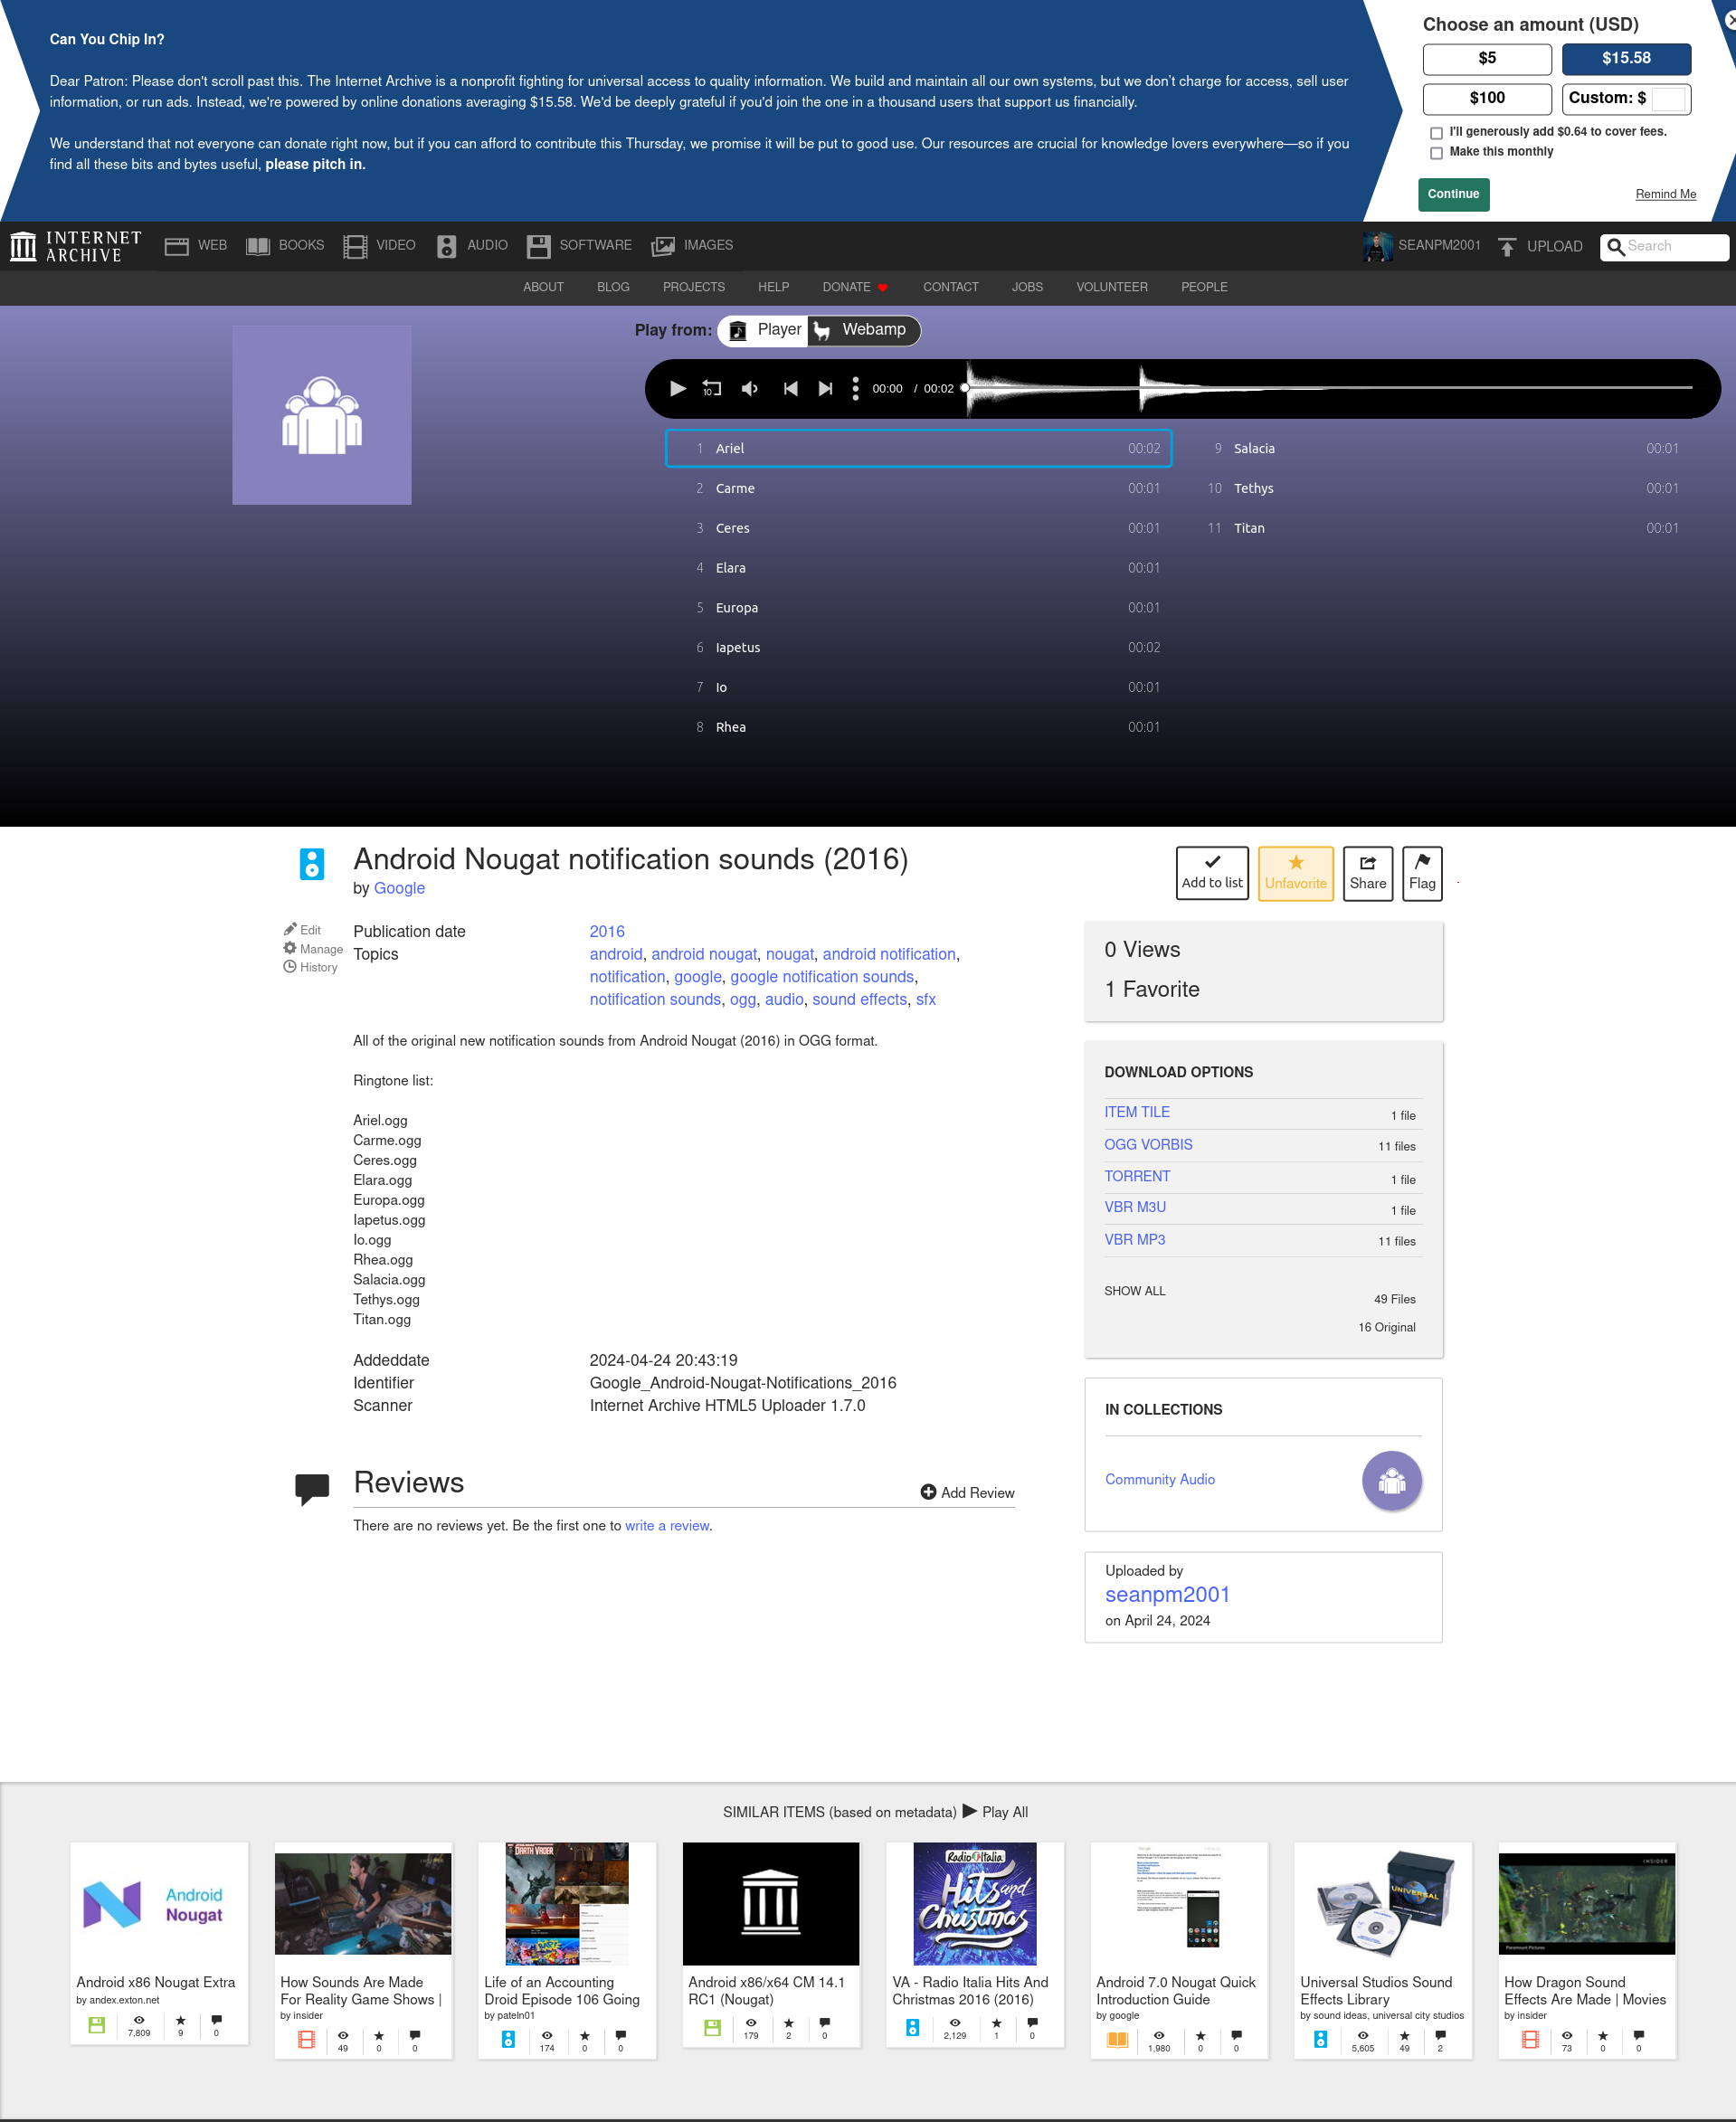 Can You Chip In?
Dear Patron: Please don't scroll past this. The Internet Archive is a nonprofit fighting for universal access to quality information. We build and maintain all our own systems, but we don't charge for access, sell user
information, or run ads. Instead, we're powered by online donations averaging $15.58. We'd be deeply grateful if you'd join the one in a thousand users that support us financially.
We understand that not everyone can donate right now, but if you can afford to contribute this Thursday, we promise it will be put to good use. Our resources are crucial for knowledge lovers everywhere—so if you
find all these bits and bytes useful, please pitch in.
Choose an amount (USD)
$5 $15.58
$100 Custom: $
I'll generously add $0.64 to cover fees.
Make this monthly
Continue Remind Me
INTERNET ARCHIVE WEB BOOKS VIDEO AUDIO SOFTWARE IMAGES SEANPM2001 UPLOAD Search
ABOUT BLOG PROJECTS HELP DONATE CONTACT JOBS VOLUNTEER PEOPLE
Play from: Player Webamp
10 00:00 / 00:02
1 Ariel 00:02
2 Carme 00:01
3 Ceres 00:01
4 Elara 00:01
5 Europa 00:01
6 Iapetus 00:02
7 Io 00:01
8 Rhea 00:01
9 Salacia 00:01
10 Tethys 00:01
11 Titan 00:01
Android Nougat notification sounds (2016)
by Google
Add to list Unfavorite Share Flag
Edit
Manage
History
Publication date 2016
Topics android, android nougat, nougat, android notification,
notification, google, google notification sounds,
notification sounds, ogg, audio, sound effects, sfx
All of the original new notification sounds from Android Nougat (2016) in OGG format.
Ringtone list:
Ariel.ogg
Carme.ogg
Ceres.ogg
Elara.ogg
Europa.ogg
Iapetus.ogg
Io.ogg
Rhea.ogg
Salacia.ogg
Tethys.ogg
Titan.ogg
Addeddate 2024-04-24 20:43:19
Identifier Google_Android-Nougat-Notifications_2016
Scanner Internet Archive HTML5 Uploader 1.7.0
Reviews
Add Review
There are no reviews yet. Be the first one to write a review.
0 Views
1 Favorite
DOWNLOAD OPTIONS
ITEM TILE 1 file
OGG VORBIS 11 files
TORRENT 1 file
VBR M3U 1 file
VBR MP3 11 files
SHOW ALL 49 Files
16 Original
IN COLLECTIONS
Community Audio
Uploaded by
seanpm2001
on April 24, 2024
SIMILAR ITEMS (based on metadata) Play All
Android
Nougat
Android x86 Nougat Extra
by andex.exton.net
7,809 9 0
How Sounds Are Made
For Reality Game Shows |
by insider
49 0 0
DARTH VADER
Life of an Accounting
Droid Episode 106 Going
by pateln01
174 0 0
Android x86/x64 CM 14.1
RC1 (Nougat)
179 2 0
Radio Italia
Hits and
Christmas
VA - Radio Italia Hits And
Christmas 2016 (2016)
2,129 1 0
Android 7.0 Nougat Quick
Introduction Guide
by google
1,980 0 0
UNIVERSAL
Universal Studios Sound
Effects Library
by sound ideas, universal city studios
5,605 49 2
INSIDER
Paramount Pictures
How Dragon Sound
Effects Are Made | Movies
by insider
73 0 0